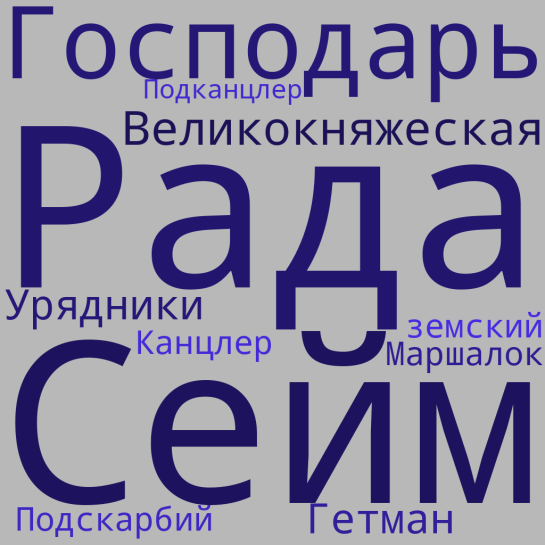 Господарь
Подканцлер
Великокняжеская
Рада
Урядники
земский
Канцлер
Маршалок
Сейм
Подскарбий
Гетман